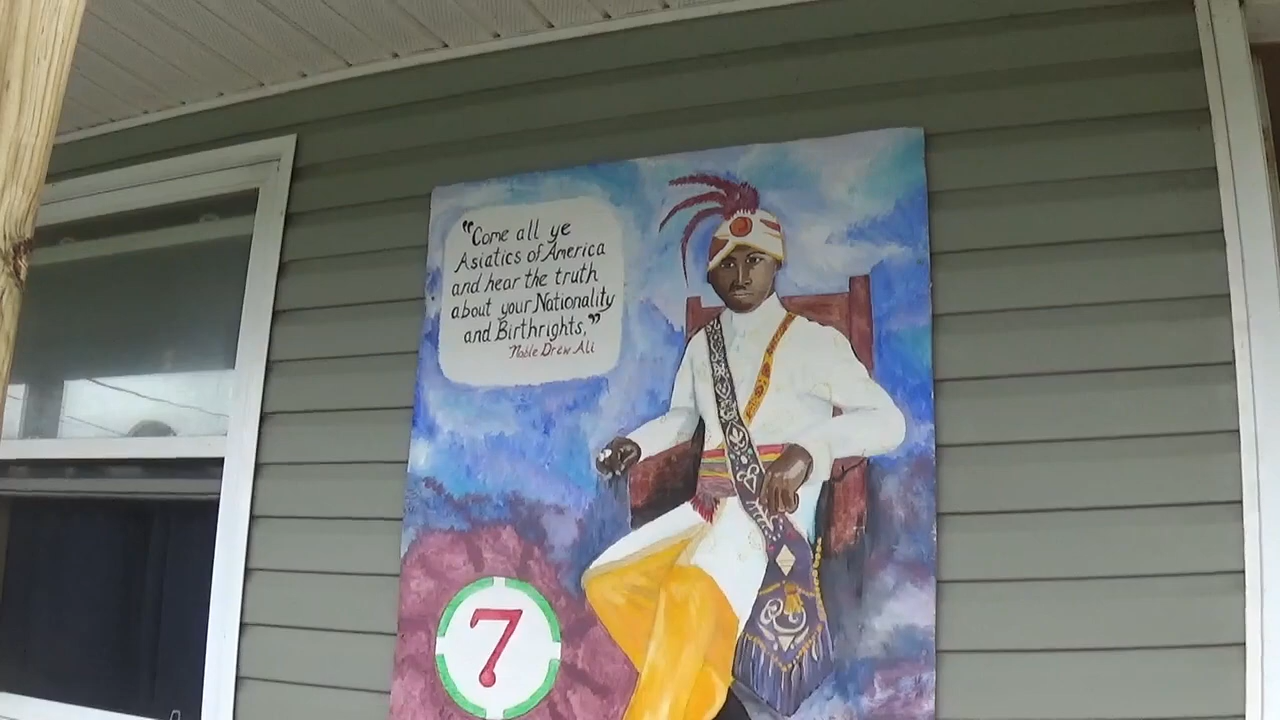 "Come all ye
Asiatics of America
and hear the truth
about your Nationality
and Birthrights,"
Noble Drew Ali
7